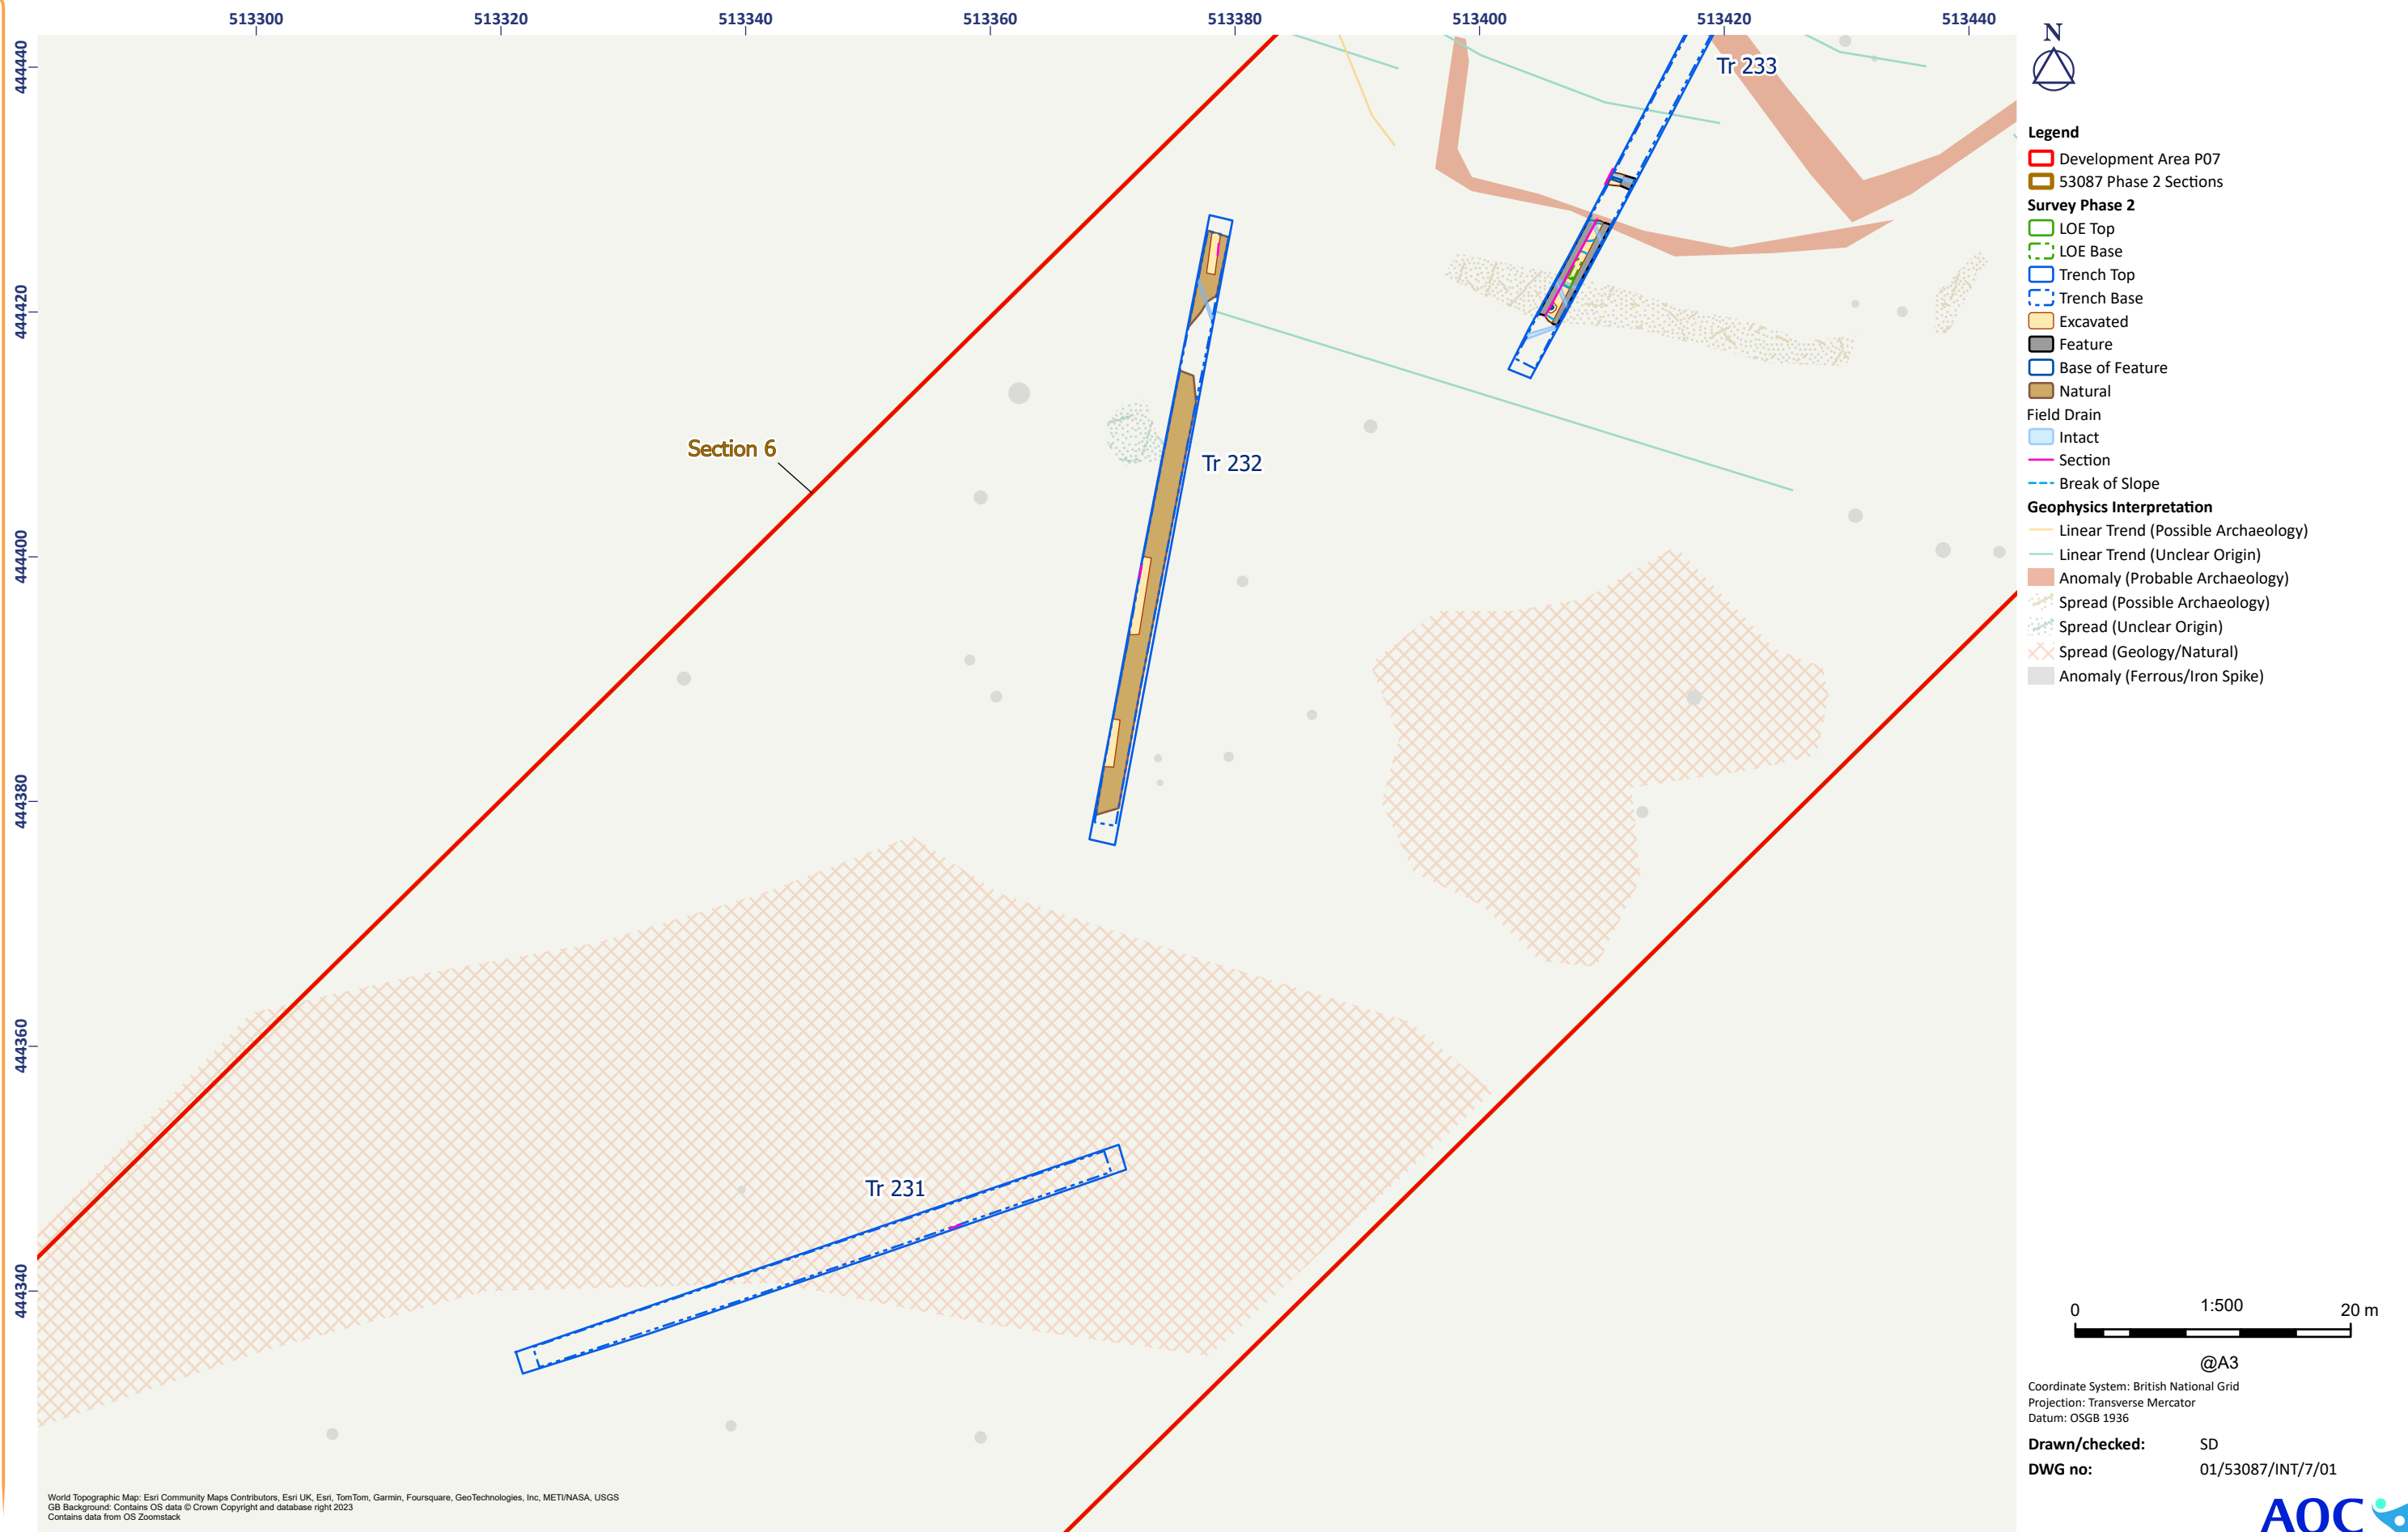 513300 513320 513340 513360 513380 513400 513420 513440
444440
444420
444400
444380
444360
444340
Tr 233
Section 6
Tr 232
Tr 231
N
Legend
Development Area P07
53087 Phase 2 Sections
Survey Phase 2
LOE Top
LOE Base
Trench Top
Trench Base
Excavated
Feature
Base of Feature
Natural
Field Drain
Intact
Section
Break of Slope
Geophysics Interpretation
Linear Trend (Possible Archaeology)
Linear Trend (Unclear Origin)
Anomaly (Probable Archaeology)
Spread (Possible Archaeology)
Spread (Unclear Origin)
Spread (Geology/Natural)
Anomaly (Ferrous/Iron Spike)
0 1:500 20 m
@A3
Coordinate System: British National Grid
Projection: Transverse Mercator
Datum: OSGB 1936
Drawn/checked: SD
DWG no: 01/53087/INT/7/01
AOC
World Topographic Map: Esri Community Maps Contributors, Esri UK, Esri, TomTom, Garmin, Foursquare, GeoTechnologies, Inc, METI/NASA, USGS
GB Background: Contains OS data © Crown Copyright and database right 2023
Contains data from OS Zoomstack